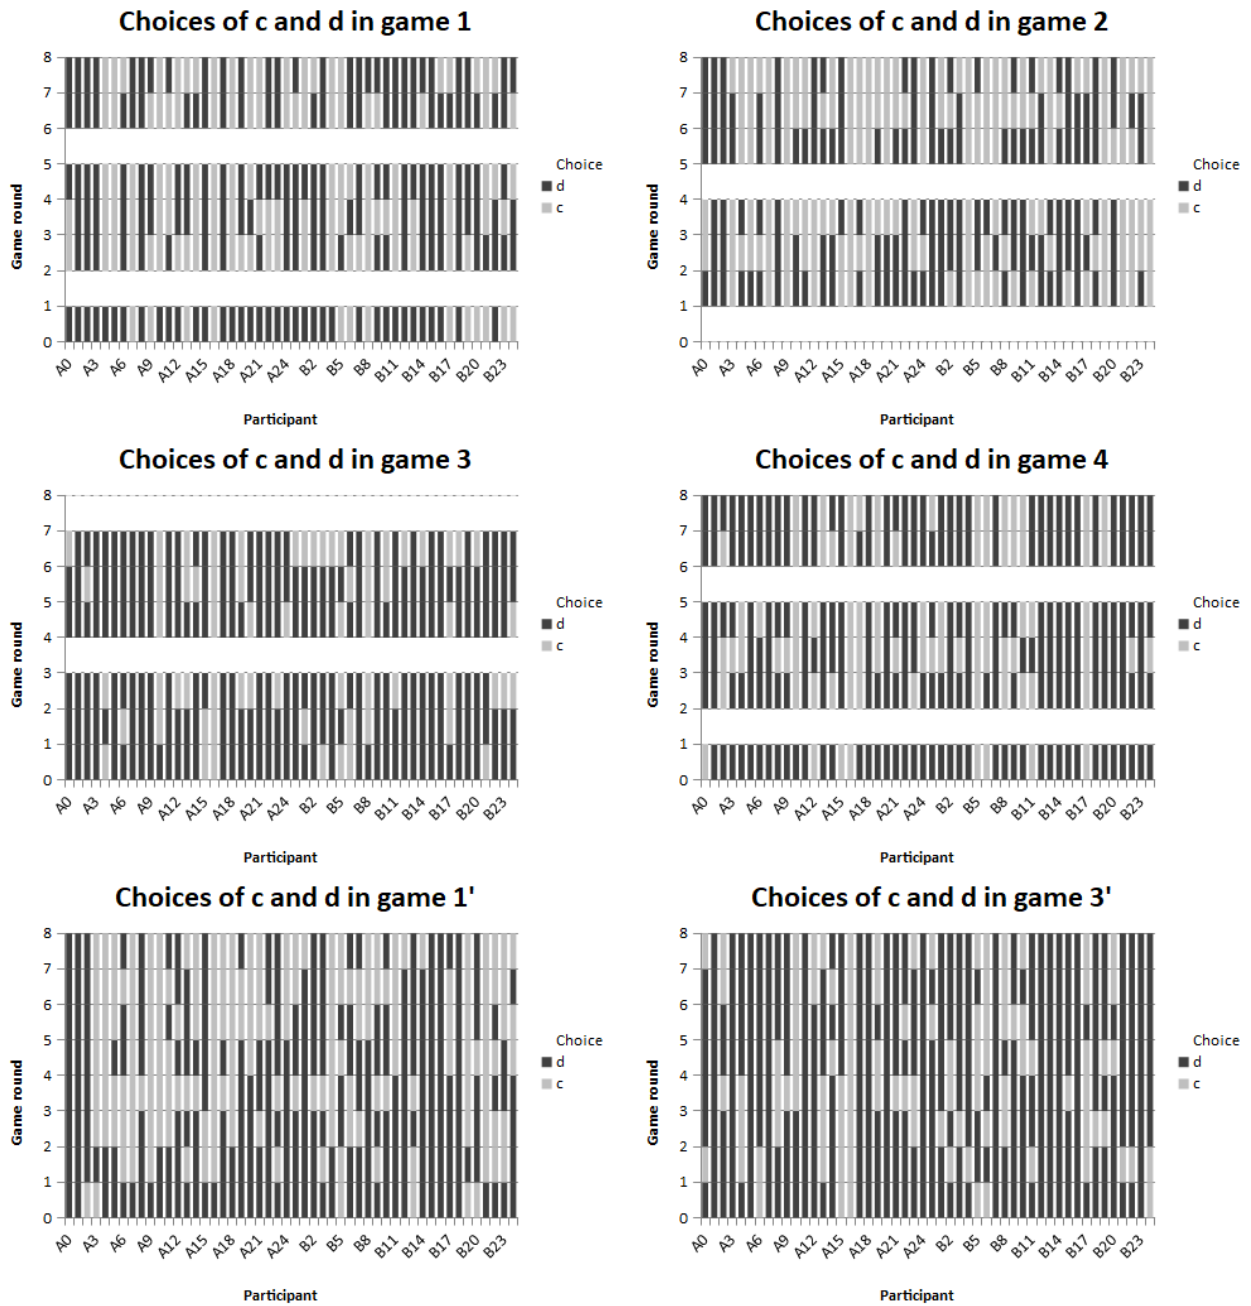 Choices of c and d in game 1
8
7
6
5
4
3
2
1
0
Game round
A0 A3 A6 A9 A12 A15 A18 A21 A24 B2 B5 B8 B11 B14 B17 B20 B23
Participant
Choice
d
c
Choices of c and d in game 2
8
7
6
5
4
3
2
1
0
Game round
A0 A3 A6 A9 A12 A15 A18 A21 A24 B2 B5 B8 B11 B14 B17 B20 B23
Participant
Choice
d
c
Choices of c and d in game 3
8
7
6
5
4
3
2
1
0
Game round
A0 A3 A6 A9 A12 A15 A18 A21 A24 B2 B5 B8 B11 B14 B17 B20 B23
Participant
Choice
d
c
Choices of c and d in game 4
8
7
6
5
4
3
2
1
0
Game round
A0 A3 A6 A9 A12 A15 A18 A21 A24 B2 B5 B8 B11 B14 B17 B20 B23
Participant
Choice
d
c
Choices of c and d in game 1'
8
7
6
5
4
3
2
1
0
Game round
A0 A3 A6 A9 A12 A15 A18 A21 A24 B2 B5 B8 B11 B14 B17 B20 B23
Participant
Choice
d
c
Choices of c and d in game 3'
8
7
6
5
4
3
2
1
0
Game round
A0 A3 A6 A9 A12 A15 A18 A21 A24 B2 B5 B8 B11 B14 B17 B20 B23
Participant
Choice
d
c